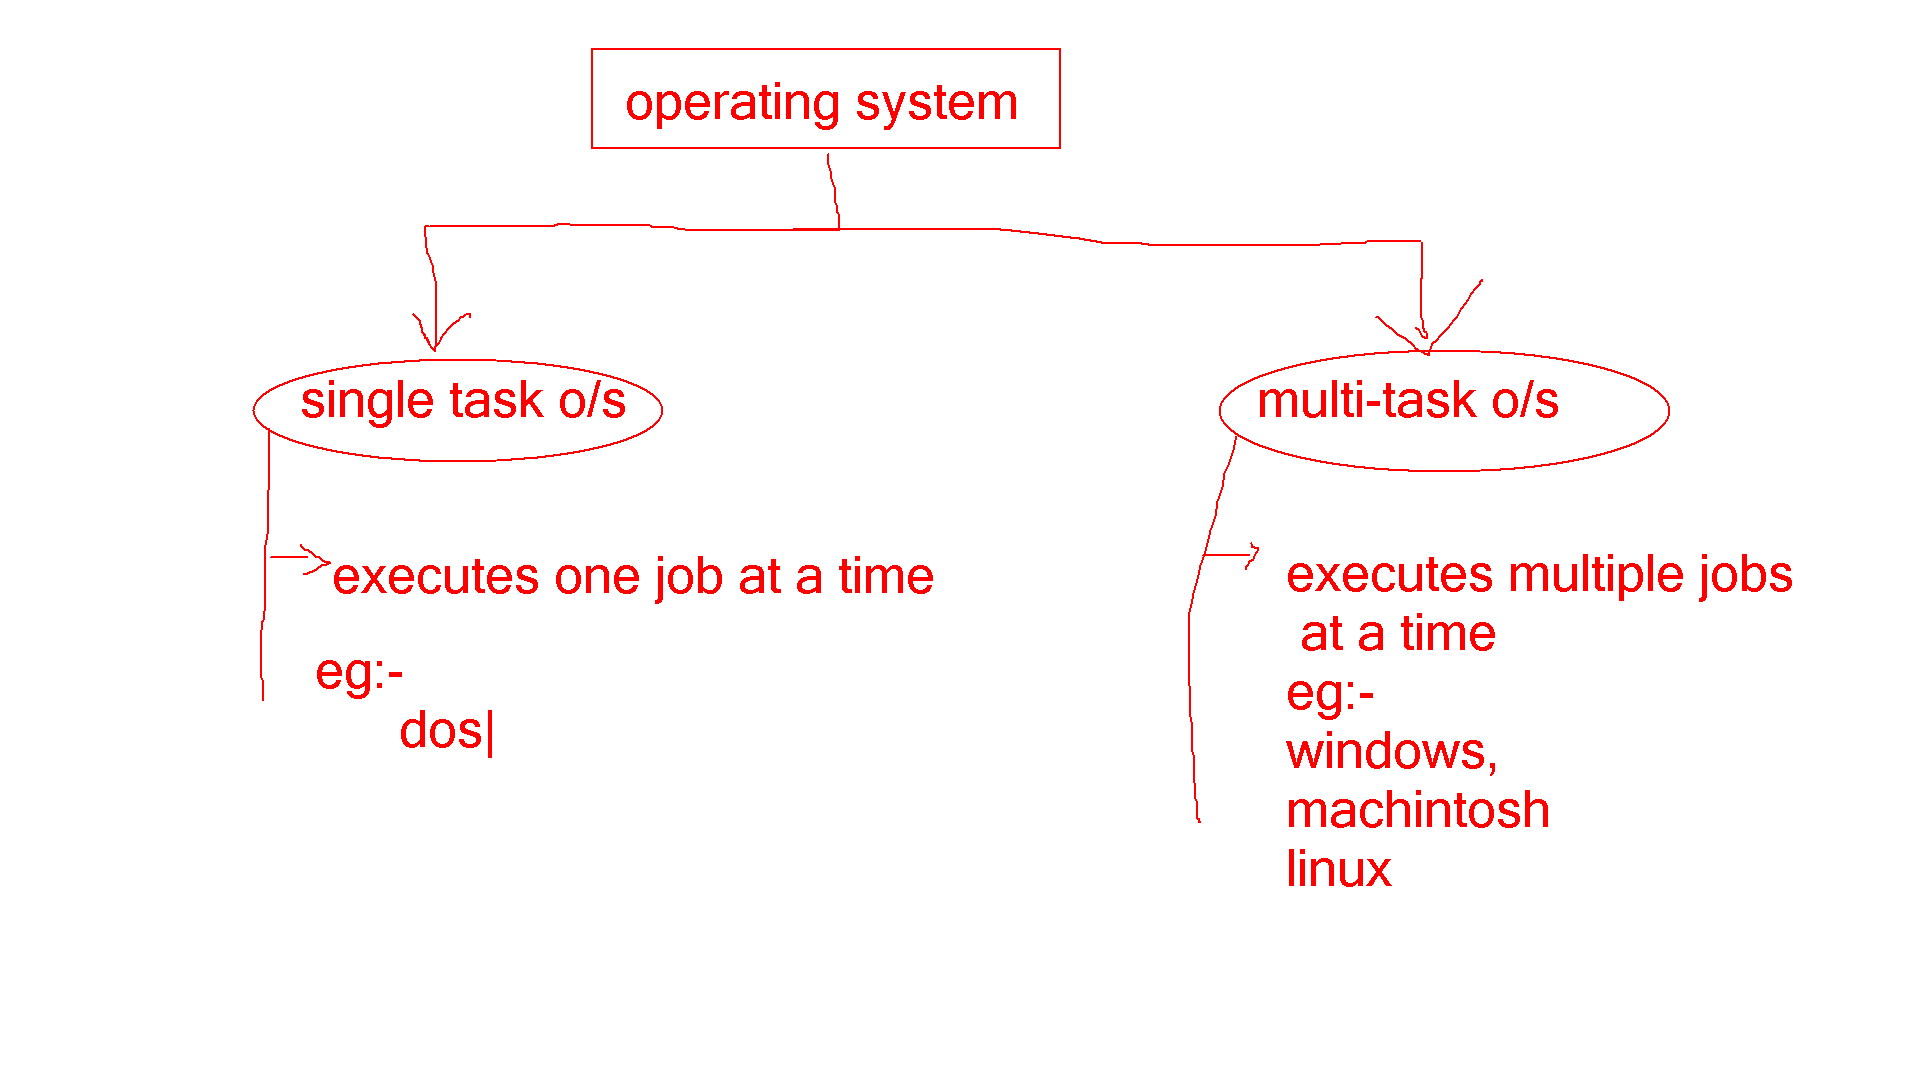 operating system
single task o/s
multi-task o/s
executes one job at a time
eg:-
dos|
executes multiple jobs
at a time
eg:-
windows,
machintosh
linux